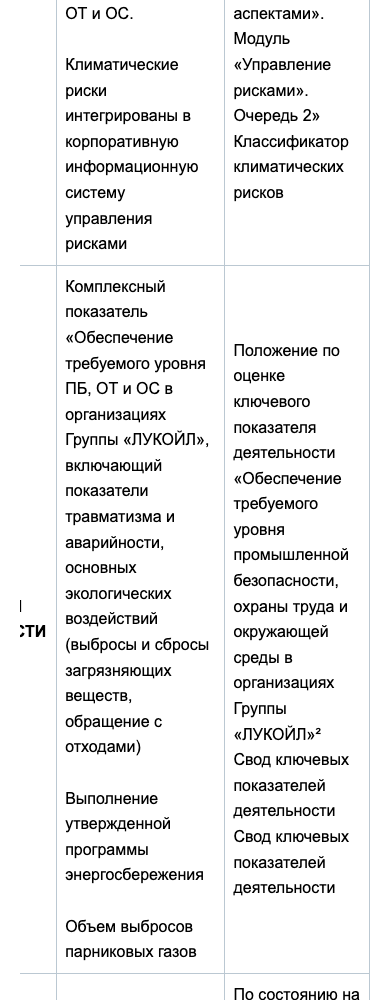 ОТ и ОС.
Климатические
риски
интегрированы в
корпоративную
информационную
систему
управления
рисками
аспектами».
Модуль
«Управление
рисками».
Очередь 2»
Классификатор
климатических
рисков
СТИ
Комплексный
показатель
«Обеспечение
требуемого уровня
ПБ, ОТ и ОС в
организациях
Группы «ЛУКОЙЛ»,
включающий
показатели
травматизма и
аварийности,
основных
экологических
воздействий
(выбросы и сбросы
загрязняющих
веществ,
обращение с
отходами)
Выполнение
утвержденной
программы
энергосбережения
Объем выбросов
парниковых газов
Положение по
оценке
ключевого
показателя
деятельности
«Обеспечение
требуемого
уровня
промышленной
безопасности,
охраны труда и
окружающей
среды в
организациях
Группы
«ЛУКОЙЛ»²
Свод ключевых
показателей
деятельности
Свод ключевых
показателей
деятельности
По состоянию на